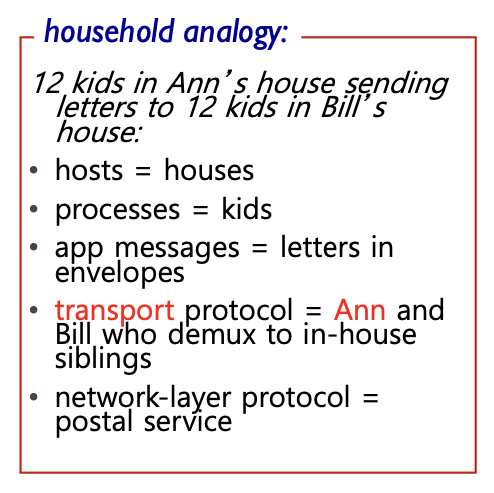 household analogy:
12 kids in Ann’s house sending
letters to 12 kids in Bill’s
house:
• hosts = houses
• processes = kids
• app messages = letters in
envelopes
• transport protocol = Ann and
Bill who demux to in-house
siblings
• network-layer protocol =
postal service